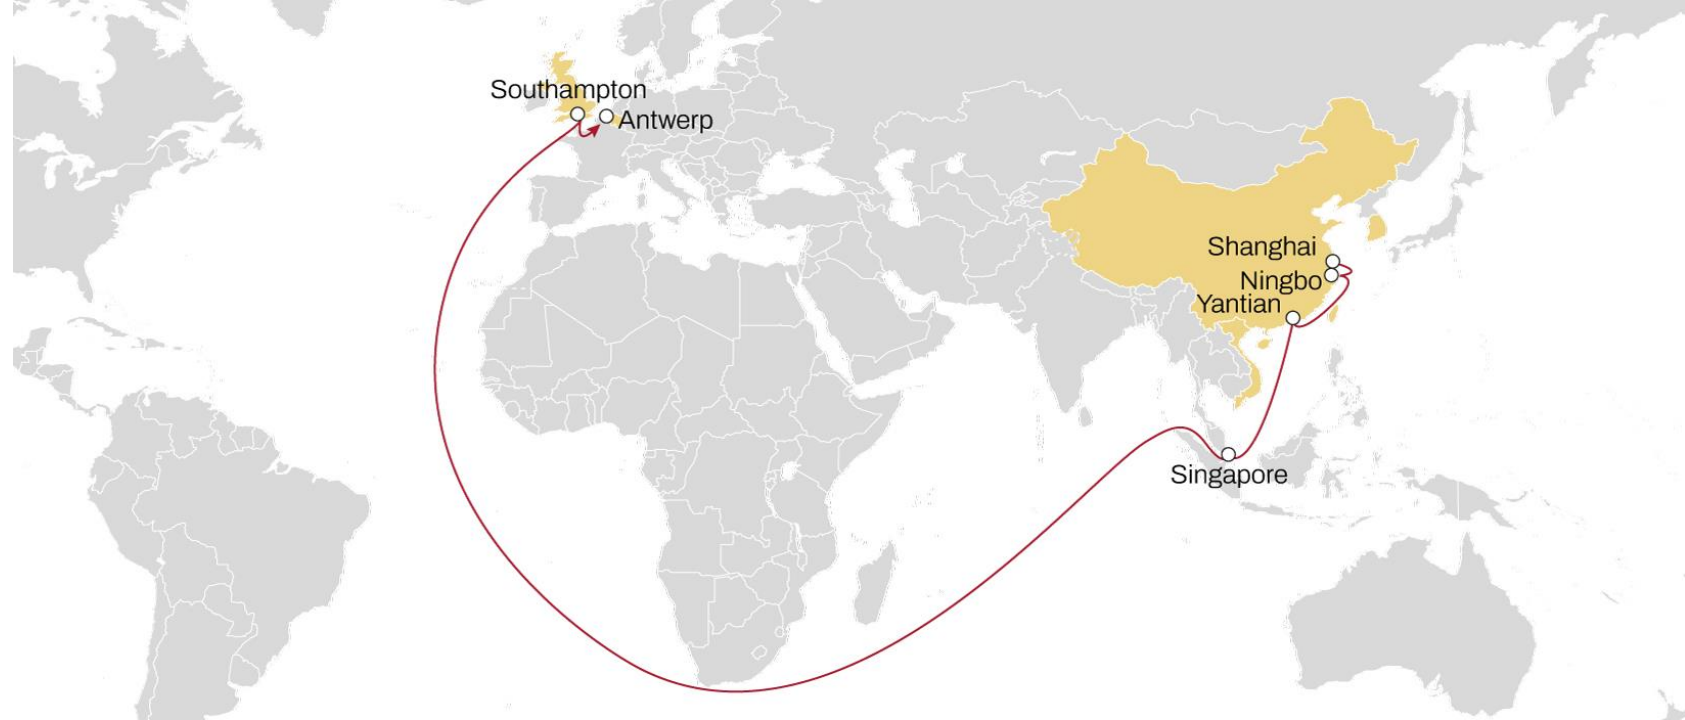 Southampton
Antwerp
Shanghai
Ningbo
Yantian
Singapore